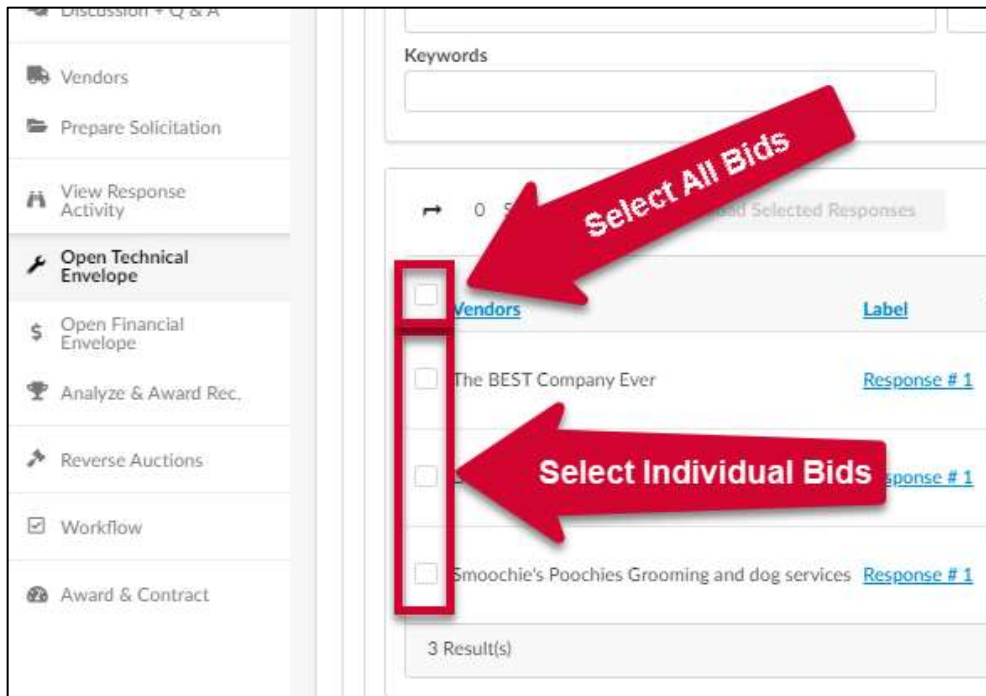 Discussion + Q & A
Vendors
Prepare Solicitation
View Response
Activity
Open Technical
Envelope
Open Financial
Envelope
Analyze & Award Rec.
Reverse Auctions
Workflow
Award & Contract
Keywords
Select All Bids
0 Selected Responses
Vendors
Label
The BEST Company Ever
Response # 1
Select Individual Bids
# 1
Smoochie's Poochies Grooming and dog services
Response # 1
3 Result(s)